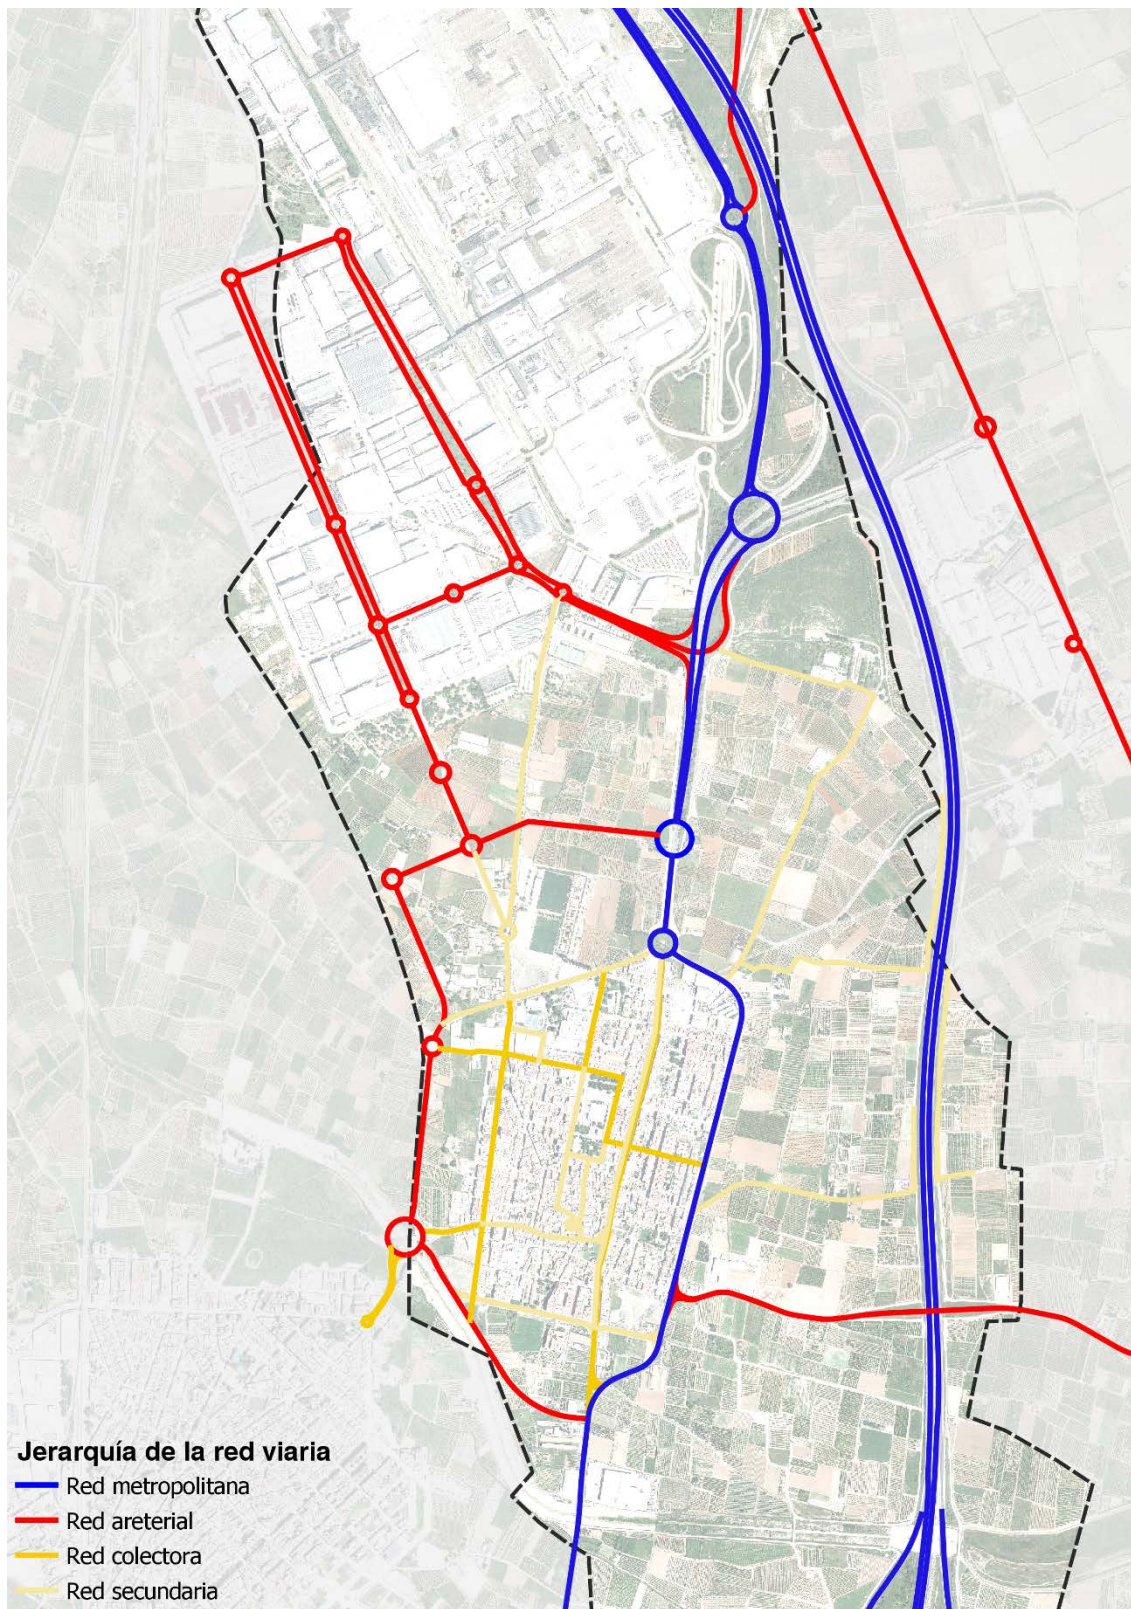 Jerarquía de la red viaria
Red metropolitana
Red areterial
Red colectora
Red secundaria